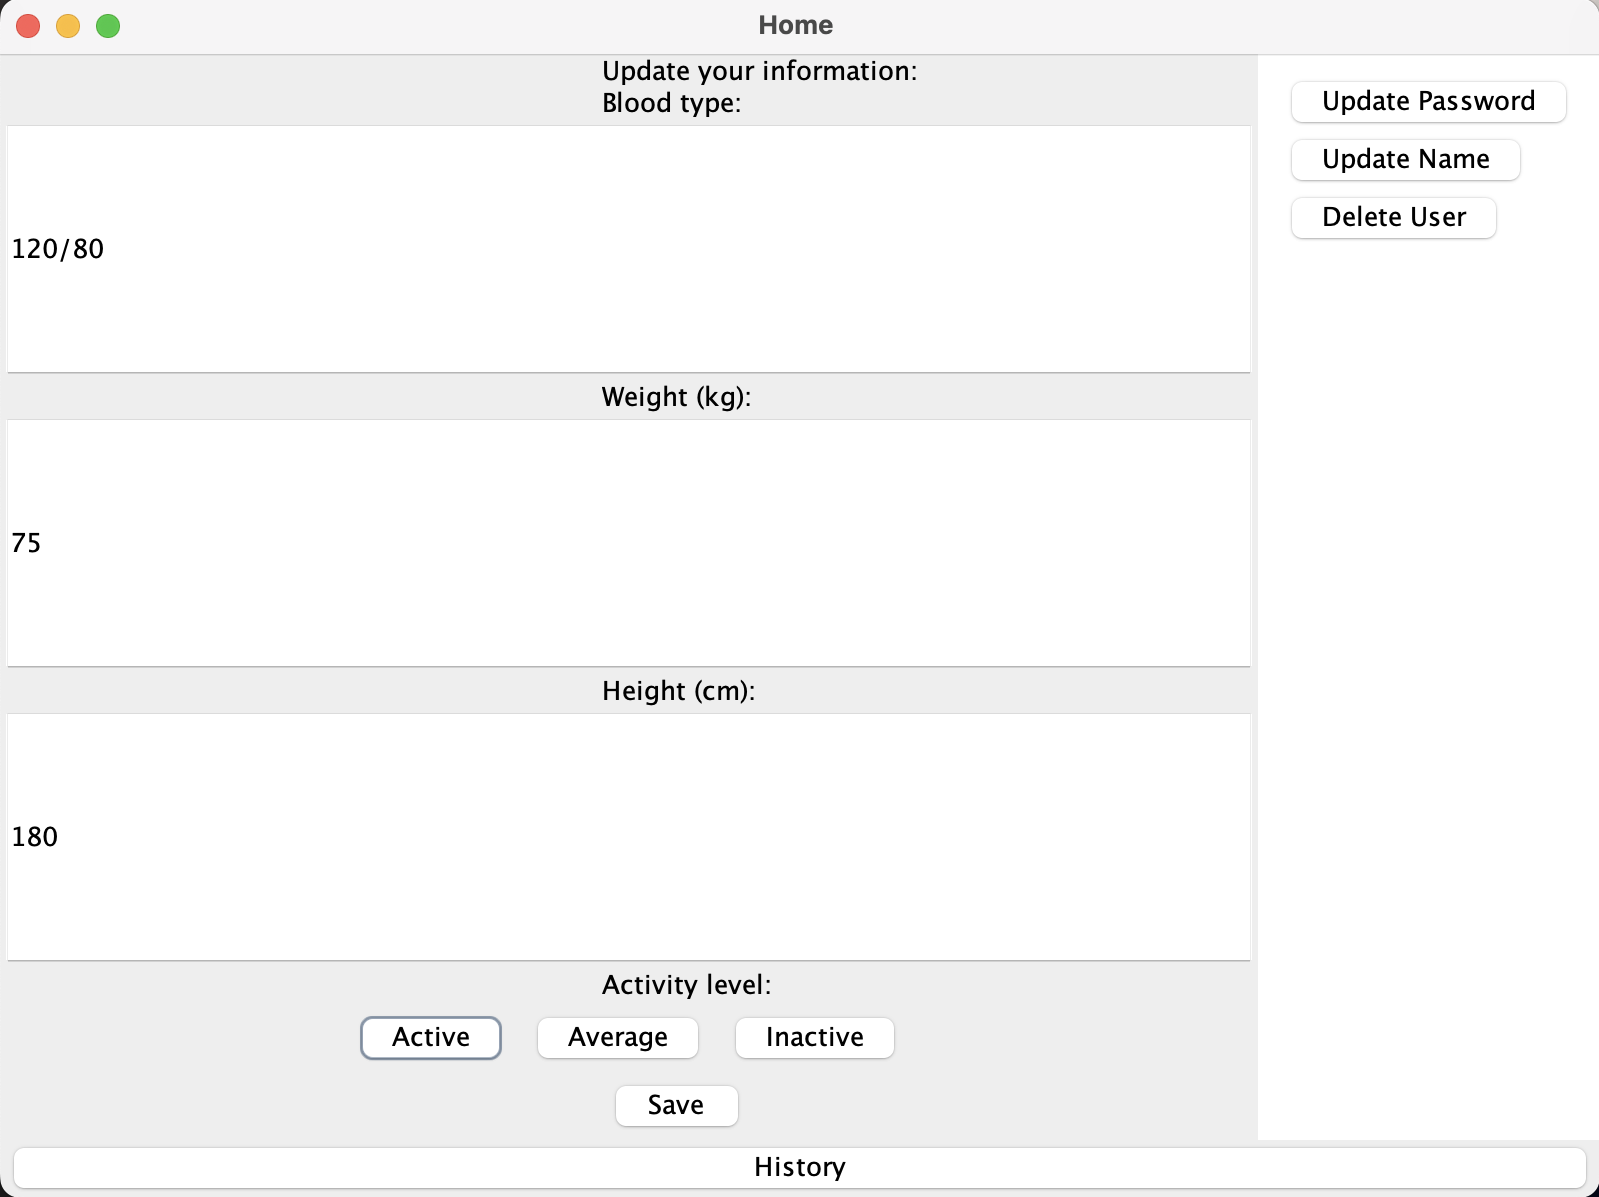 Home
Update your information:
Blood type:
120/80
Weight (kg):
75
Height (cm):
180
Activity level:
Active Average Inactive
Save
History
Update Password
Update Name
Delete User